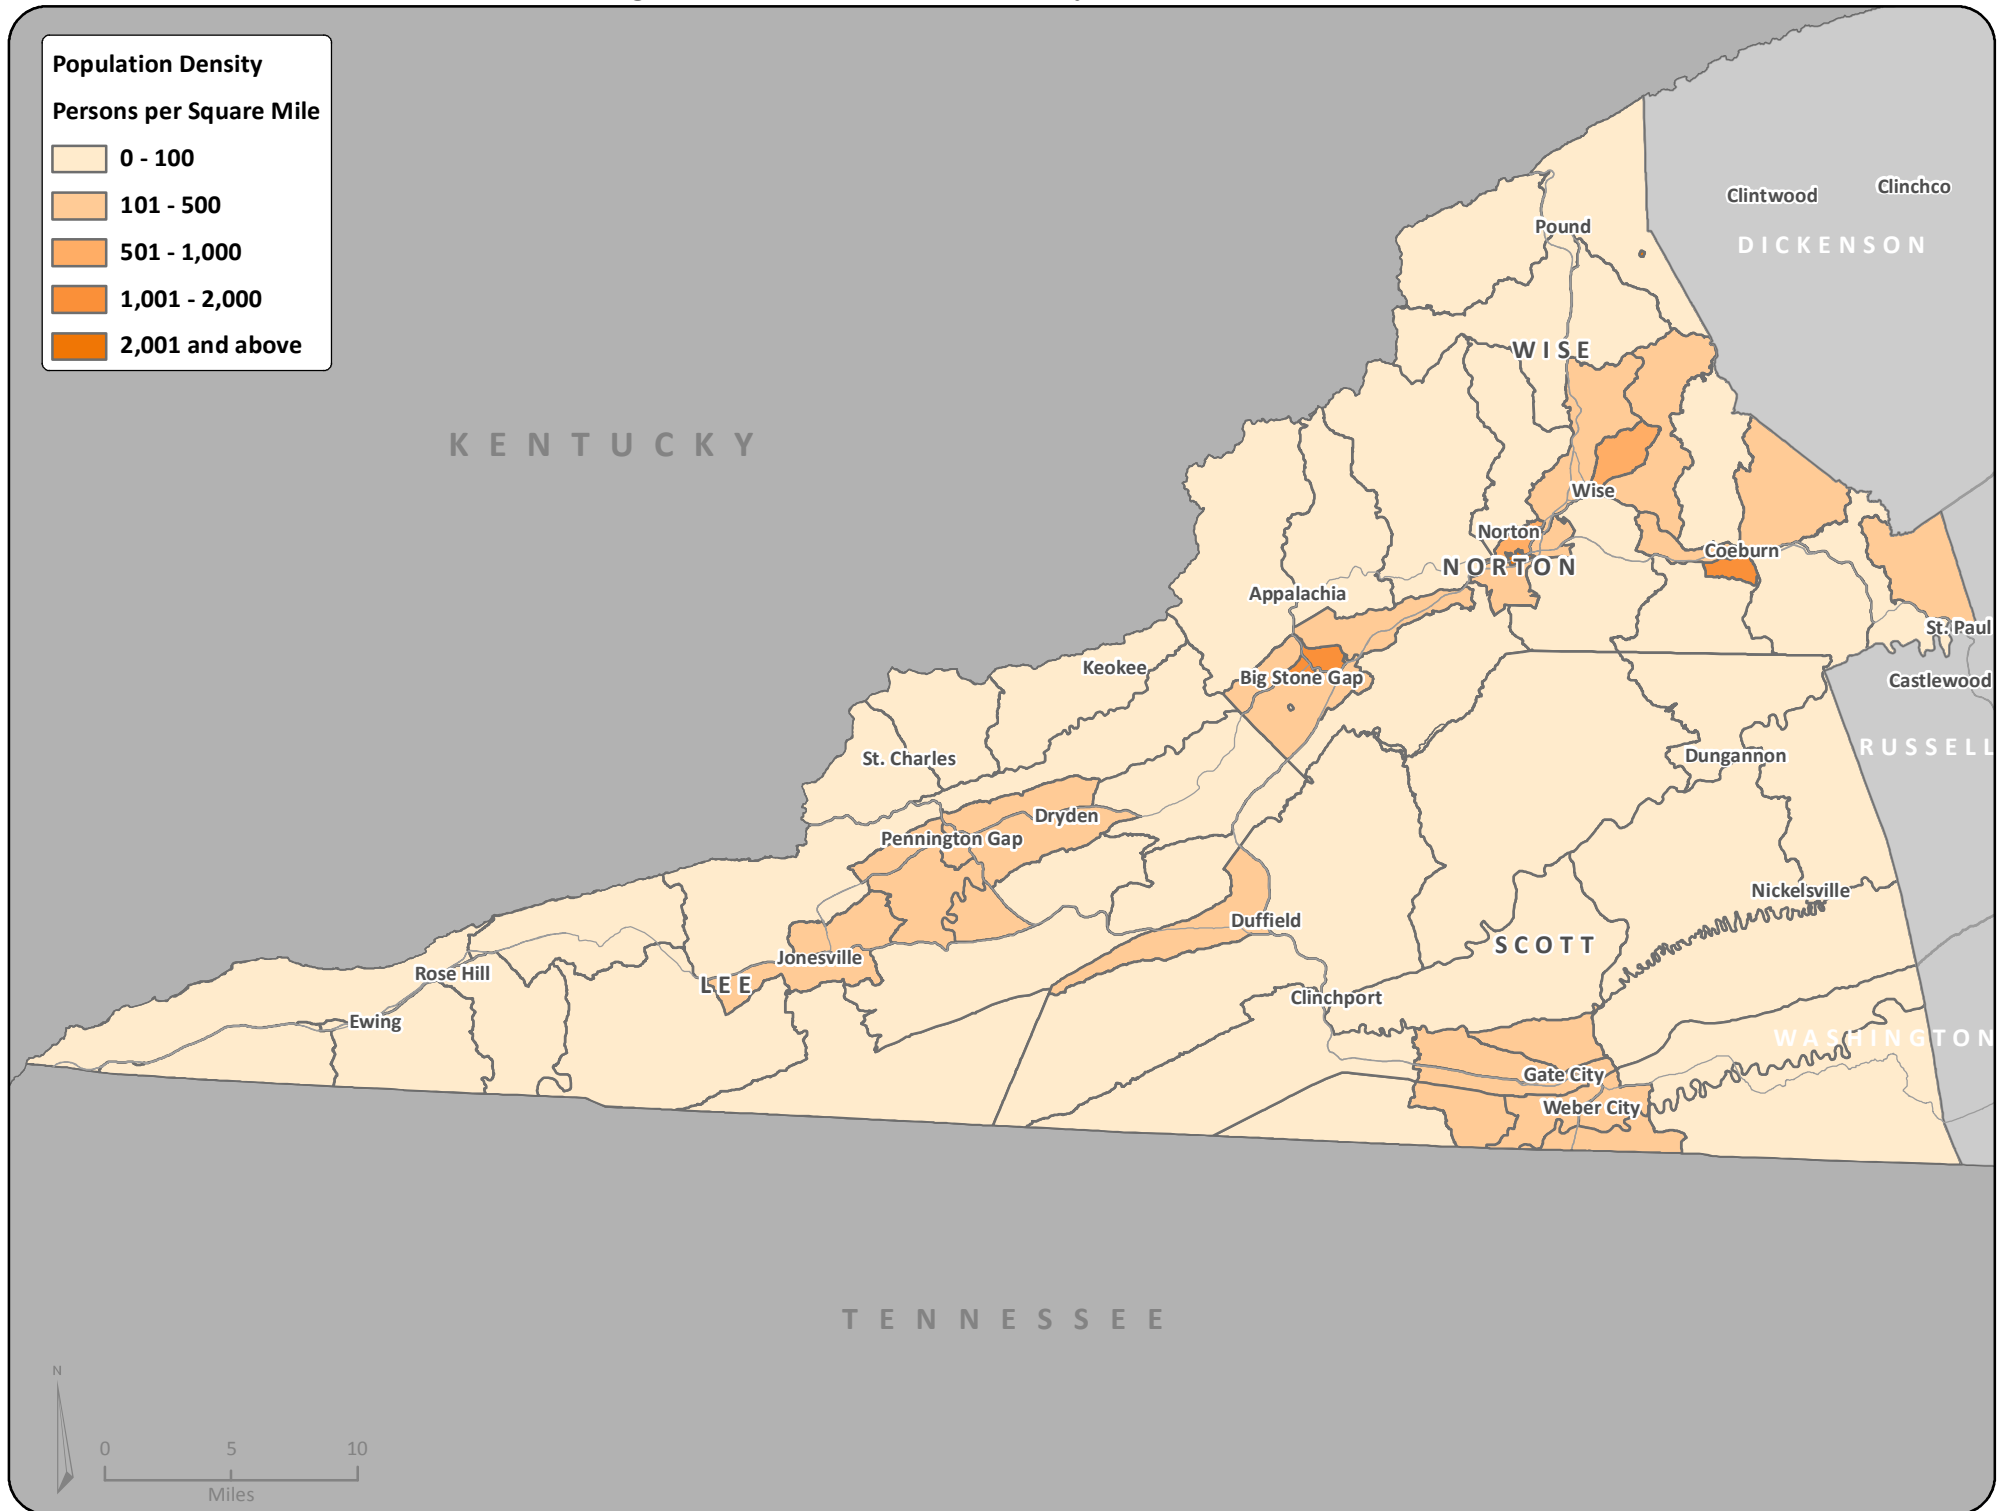 Population Density
Persons per Square Mile
0 - 100
101 - 500
501 - 1,000
1,001 - 2,000
2,001 and above
Clintwood
Clinchco
DICKENSON
Pound
WISE
KENTUCKY
Wise
Norton
NORTON
Coeburn
Appalachia
St. Paul
Keokee
Big Stone Gap
Castlewood
RUSSELL
St. Charles
Dungannon
Dryden
Pennington Gap
Nickelsville
Duffield
SCOTT
Jonesville
LEE
Rose Hill
Clinchport
Ewing
WASHINGTON
Gate City
Weber City
TENNESSEE
N
0 5 10
Miles